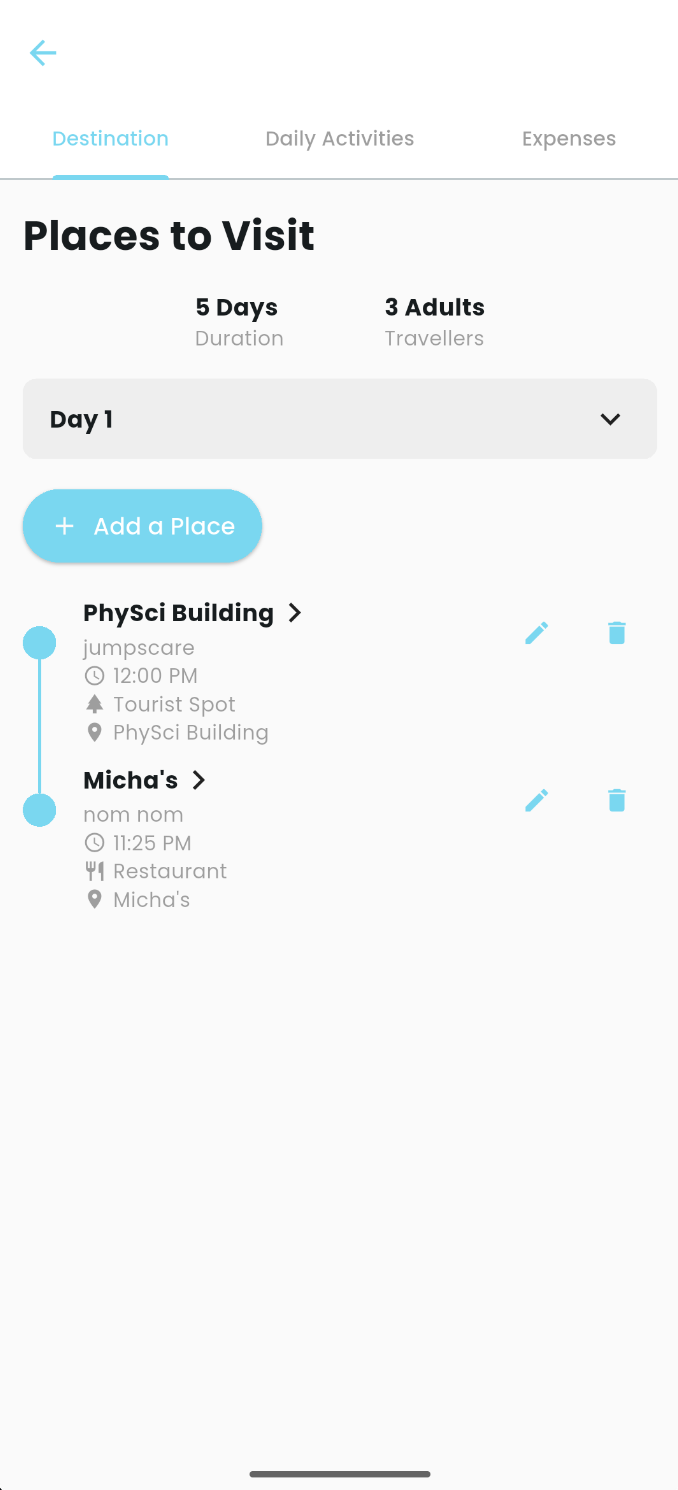 Destination
Daily Activities
Expenses
Places to Visit
5 Days
Duration
3 Adults
Travellers
Day 1
Add a Place
PhySci Building
jumpscare
12:00 PM
Tourist Spot
PhySci Building
Micha's
nom nom
11:25 PM
Restaurant
Micha's